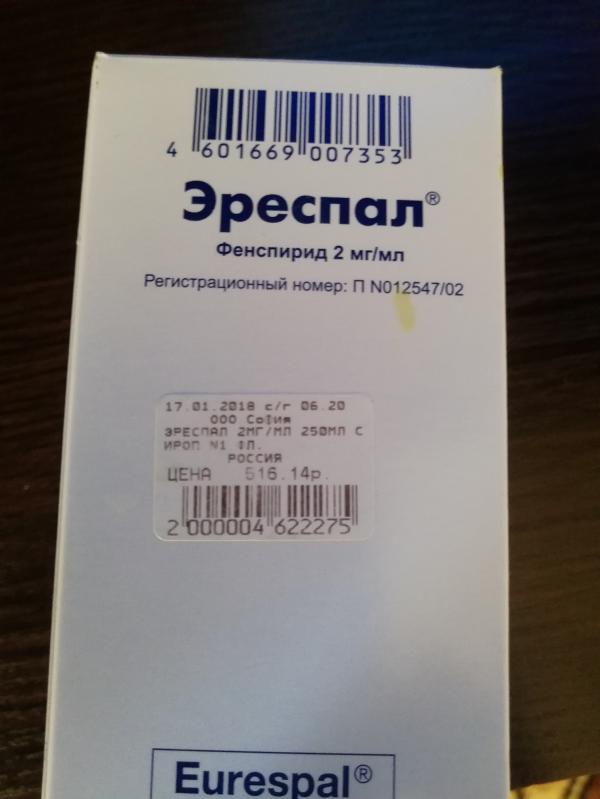 4 601669 007353
Эреспал®
Фенспирид 2 мг/мл
Регистрационный номер: П N012547/02
17.01.2018 с/г 06.20
ООО София
ЭРЕСПАЛ 2МГ/МЛ 250МЛ С
ИРОП N1 ФЛ.
РОССИЯ
ЦЕНА 516.14р.
2 000004 622275
Eurespal®